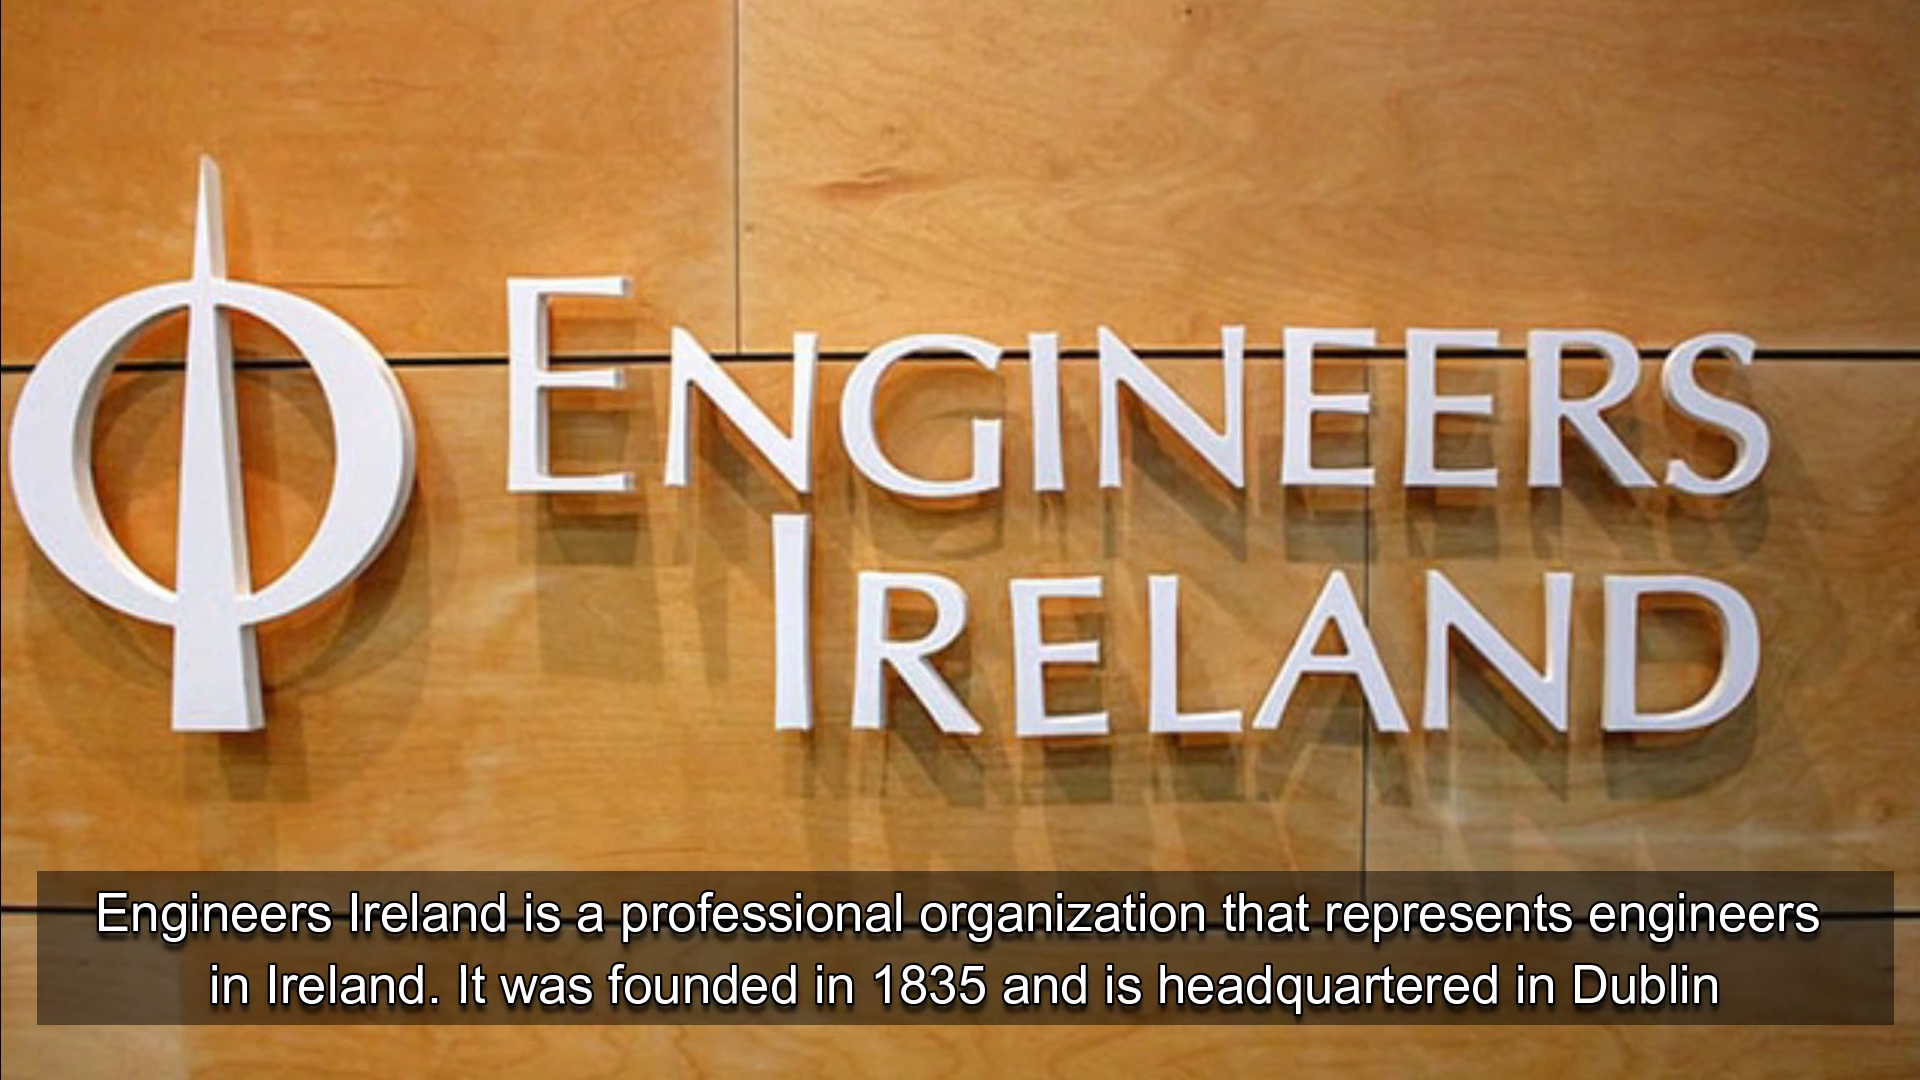 ENGINEERS
IRELAND
Engineers Ireland is a professional organization that represents engineers
in Ireland. It was founded in 1835 and is headquartered in Dublin